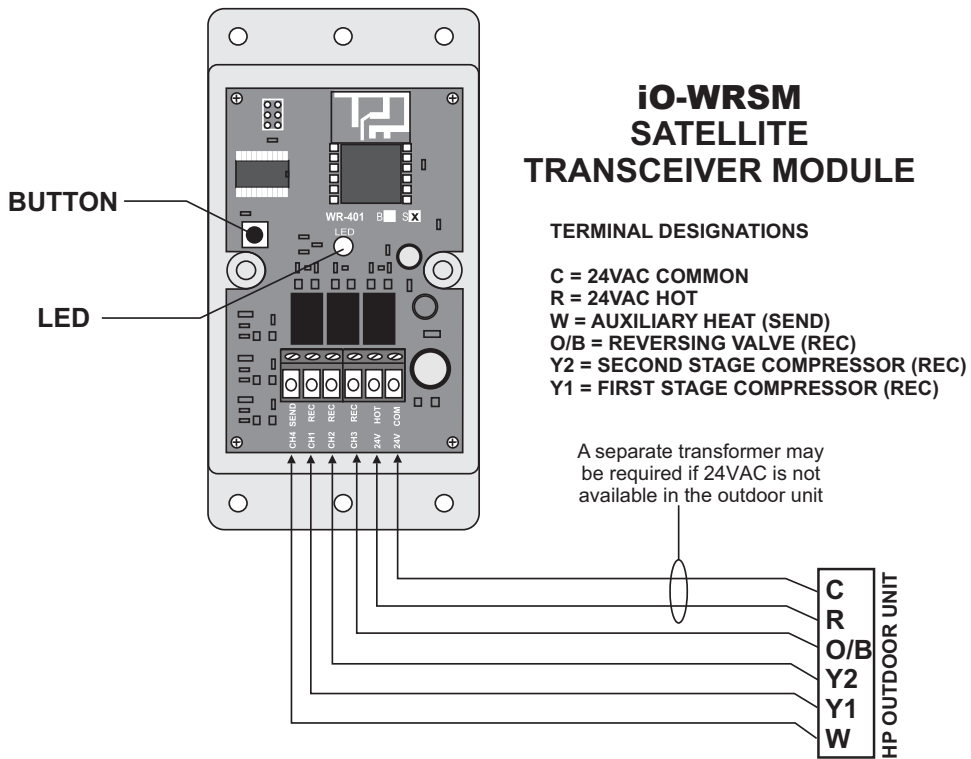 iO-WRSM
SATELLITE
TRANSCEIVER MODULE
TERMINAL DESIGNATIONS
C = 24VAC COMMON
R = 24VAC HOT
W = AUXILIARY HEAT (SEND)
O/B = REVERSING VALVE (REC)
Y2 = SECOND STAGE COMPRESSOR (REC)
Y1 = FIRST STAGE COMPRESSOR (REC)
A separate transformer may
be required if 24VAC is not
available in the outdoor unit
BUTTON
LED
WR-401 B S X
LED
CH4 SEND
CH1 REC
CH2 REC
CH3 REC
24V HOT
24V COM
C
R
O/B
Y2
Y1
W
HP OUTDOOR UNIT